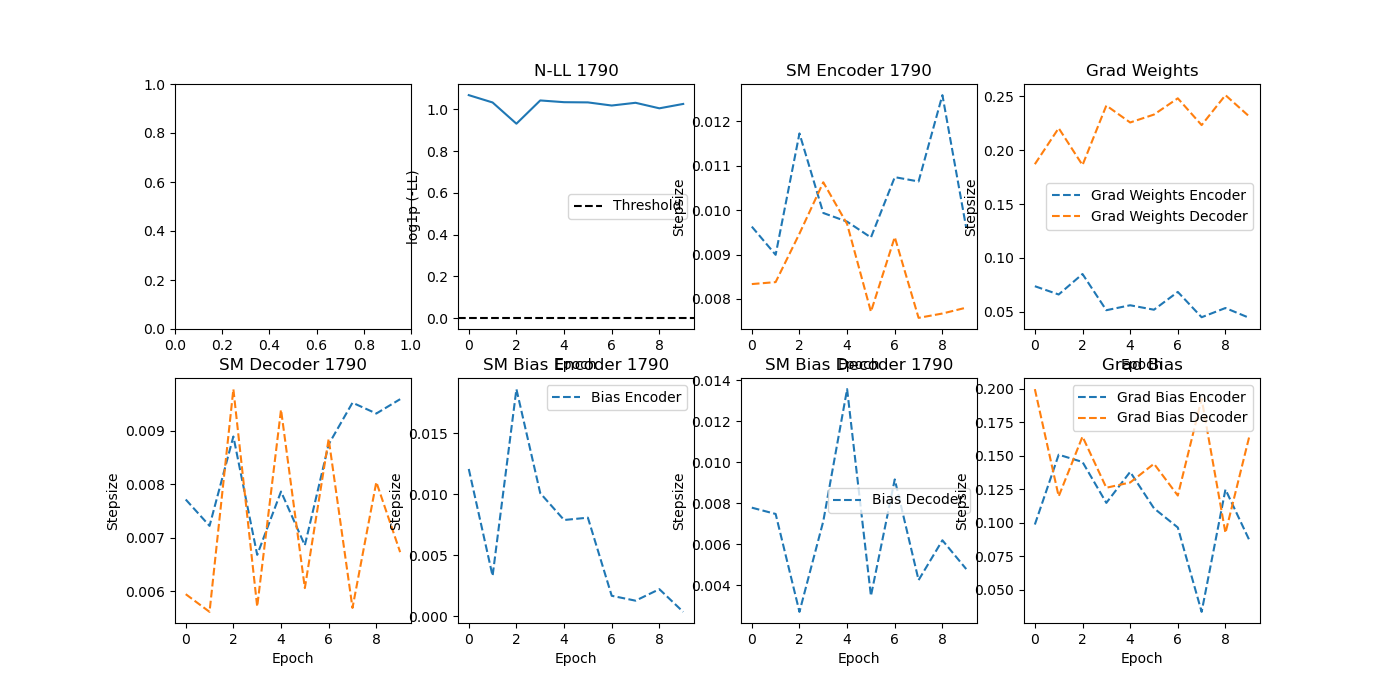 N-LL 1790
SM Encoder 1790
Grad Weights
1.0
0.8
0.6
0.4
0.2
0.0
0.0 0.2 0.4 0.6 0.8 1.0
log1p (-LL)
1.0
0.8
0.6
0.4
0.2
0.0
Threshold
0 2 4 6 8
Epoch
Stepsize
0.012
0.011
0.010
0.009
0.008
0 2 4 6 8
Epoch
Stepsize
0.25
0.20
0.15
0.10
0.05
Grad Weights Encoder
Grad Weights Decoder
0 2 4 6 8
Epoch
SM Decoder 1790
SM Bias Encoder 1790
SM Bias Decoder 1790
Grad Bias
Stepsize
0.009
0.008
0.007
0.006
0 2 4 6 8
Epoch
Stepsize
0.015
0.010
0.005
0.000
Bias Encoder
0 2 4 6 8
Epoch
Stepsize
0.014
0.012
0.010
0.008
0.006
0.004
Bias Decoder
0 2 4 6 8
Epoch
Stepsize
0.200
0.175
0.150
0.125
0.100
0.075
0.050
Grad Bias Encoder
Grad Bias Decoder
0 2 4 6 8
Epoch